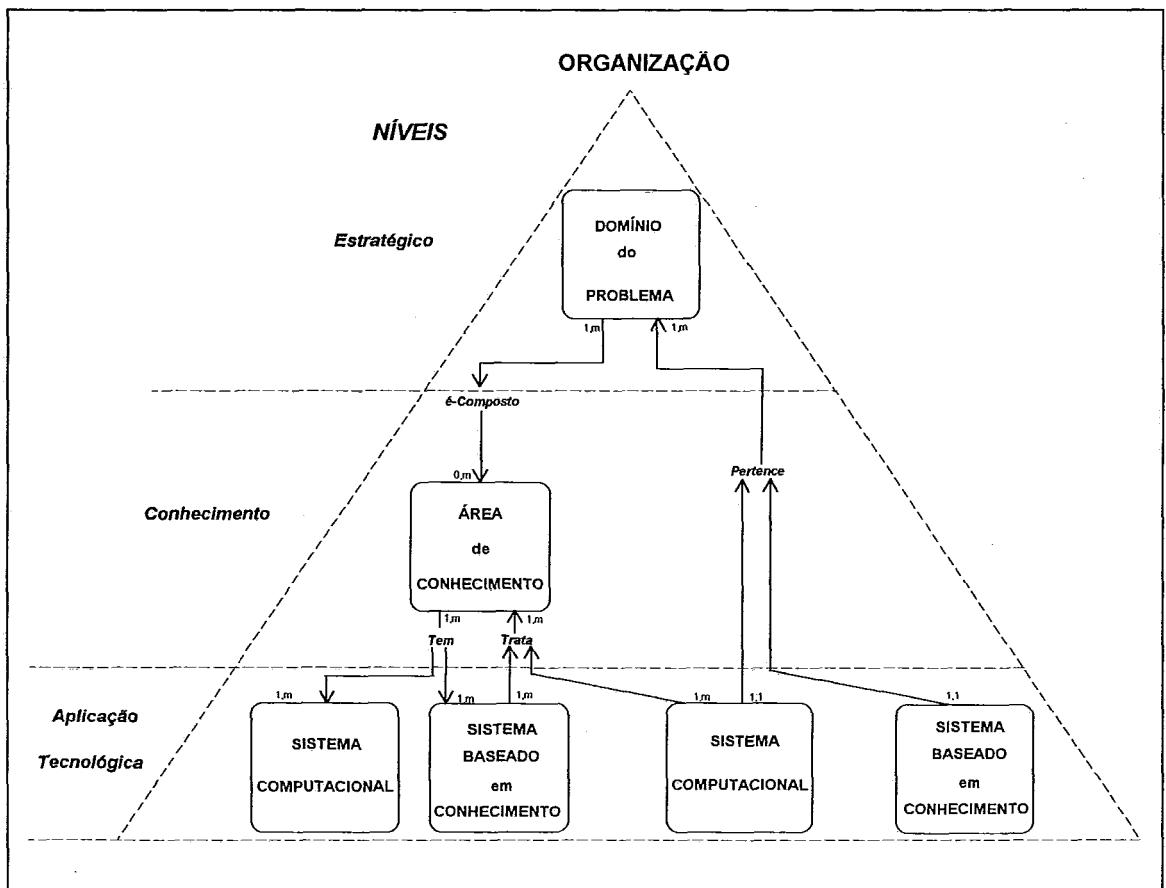 ORGANIZAÇÃO
NÍVEIS
Estratégico
DOMÍNIO
do
PROBLEMA
1,m
1,m
é-Composto
Pertence
0,m
Conhecimento
ÁREA
de
CONHECIMENTO
1,m
1,m
Tem
Trata
1,m
1,m
1,m
1,m
1,1
1,1
Aplicação
Tecnológica
SISTEMA
COMPUTACIONAL
SISTEMA
BASEADO
em
CONHECIMENTO
SISTEMA
COMPUTACIONAL
SISTEMA
BASEADO
em
CONHECIMENTO